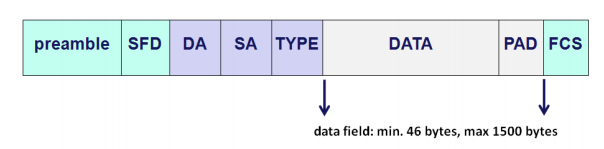 preamble SFD DA SA TYPE DATA PAD FCS
data field: min. 46 bytes, max 1500 bytes